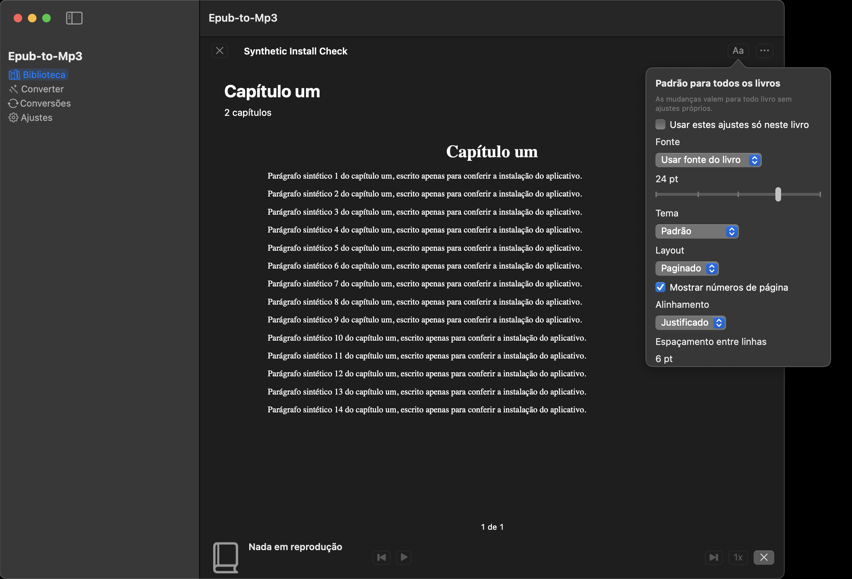 Epub-to-Mp3
Epub-to-Mp3
Biblioteca
Converter
Conversões
Ajustes
Synthetic Install Check
Aa
Capítulo um
2 capítulos
Capítulo um
Parágrafo sintético 1 do capítulo um, escrito apenas para conferir a instalação do aplicativo.
Parágrafo sintético 2 do capítulo um, escrito apenas para conferir a instalação do aplicativo.
Parágrafo sintético 3 do capítulo um, escrito apenas para conferir a instalação do aplicativo.
Parágrafo sintético 4 do capítulo um, escrito apenas para conferir a instalação do aplicativo.
Parágrafo sintético 5 do capítulo um, escrito apenas para conferir a instalação do aplicativo.
Parágrafo sintético 6 do capítulo um, escrito apenas para conferir a instalação do aplicativo.
Parágrafo sintético 7 do capítulo um, escrito apenas para conferir a instalação do aplicativo.
Parágrafo sintético 8 do capítulo um, escrito apenas para conferir a instalação do aplicativo.
Parágrafo sintético 9 do capítulo um, escrito apenas para conferir a instalação do aplicativo.
Parágrafo sintético 10 do capítulo um, escrito apenas para conferir a instalação do aplicativo.
Parágrafo sintético 11 do capítulo um, escrito apenas para conferir a instalação do aplicativo.
Parágrafo sintético 12 do capítulo um, escrito apenas para conferir a instalação do aplicativo.
Parágrafo sintético 13 do capítulo um, escrito apenas para conferir a instalação do aplicativo.
Parágrafo sintético 14 do capítulo um, escrito apenas para conferir a instalação do aplicativo.
1 de 1
Nada em reprodução
1x
Padrão para todos os livros
As mudanças valem para todo livro sem
ajustes próprios.
Usar estes ajustes só neste livro
Fonte
Usar fonte do livro
24 pt
Tema
Padrão
Layout
Paginado
Mostrar números de página
Alinhamento
Justificado
Espaçamento entre linhas
6 pt